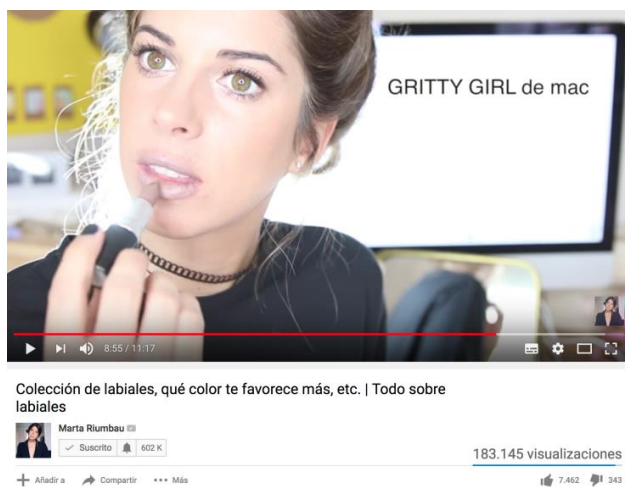 GRITTY GIRL de mac
8:55 / 11:17
Colección de labiales, qué color te favorece más, etc. | Todo sobre
labiales
Marta Riumbau
Suscrito 602 K
183.145 visualizaciones
Añadir a Compartir Más
7.462 343